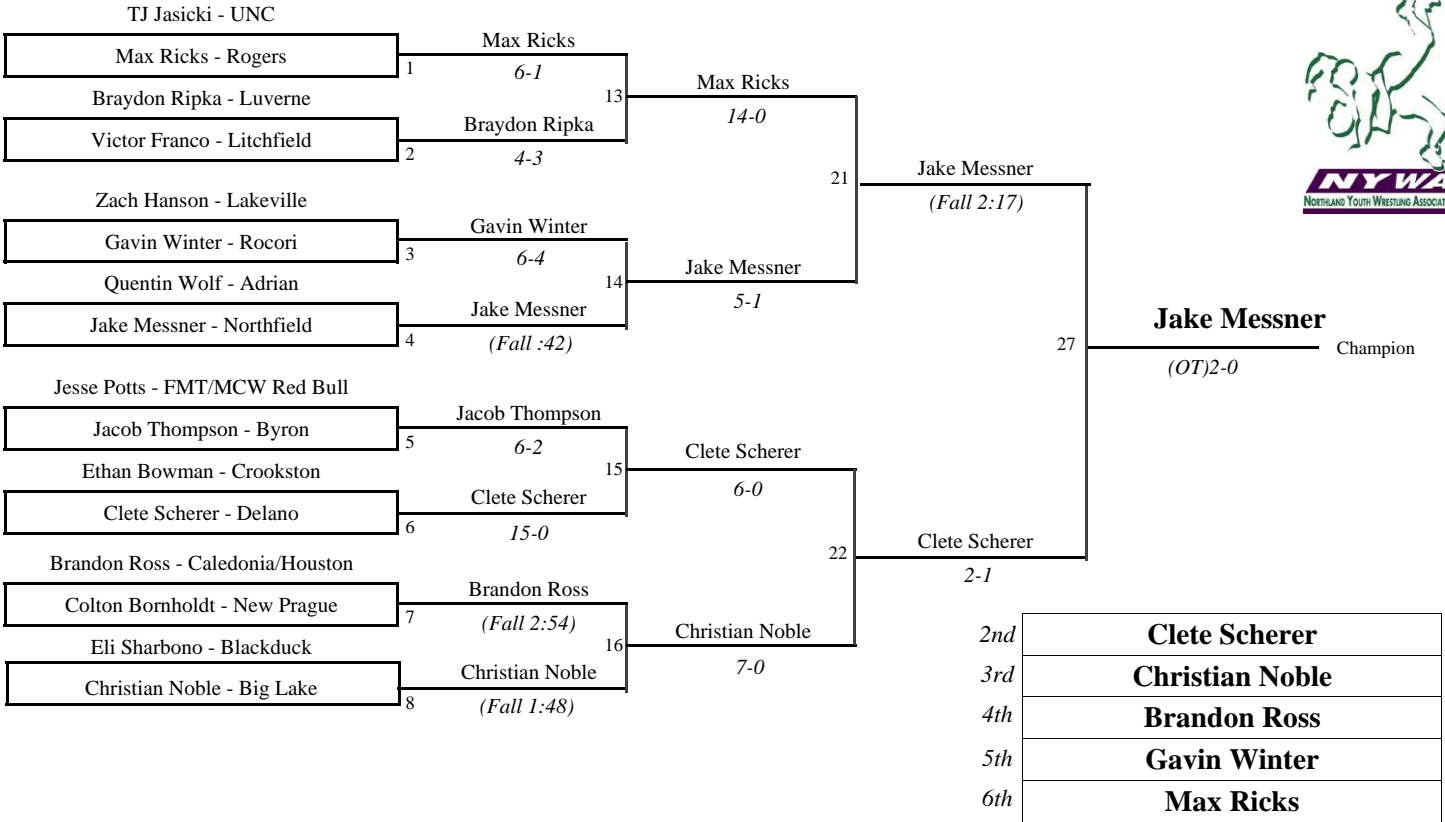 TJ Jasicki - UNC
Max Ricks - Rogers
1
Max Ricks
6-1
Braydon Ripka - Luverne
Victor Franco - Litchfield
2
Braydon Ripka
4-3
13
Max Ricks
14-0
Zach Hanson - Lakeville
Gavin Winter - Rocori
3
Gavin Winter
6-4
Quentin Wolf - Adrian
Jake Messner - Northfield
4
Jake Messner
(Fall :42)
14
Jake Messner
5-1
21
Jake Messner
(Fall 2:17)
Jesse Potts - FMT/MCW Red Bull
Jacob Thompson - Byron
5
Jacob Thompson
6-2
Ethan Bowman - Crookston
Clete Scherer - Delano
6
Clete Scherer
15-0
15
Clete Scherer
6-0
Brandon Ross - Caledonia/Houston
Colton Bornholdt - New Prague
7
Brandon Ross
(Fall 2:54)
Eli Sharbono - Blackduck
Christian Noble - Big Lake
8
Christian Noble
(Fall 1:48)
16
Christian Noble
7-0
22
Clete Scherer
2-1
27
Jake Messner
Champion
(OT)2-0
NYWA
NORTHLAND YOUTH WRESTLING
2nd Clete Scherer
3rd Christian Noble
4th Brandon Ross
5th Gavin Winter
6th Max Ricks